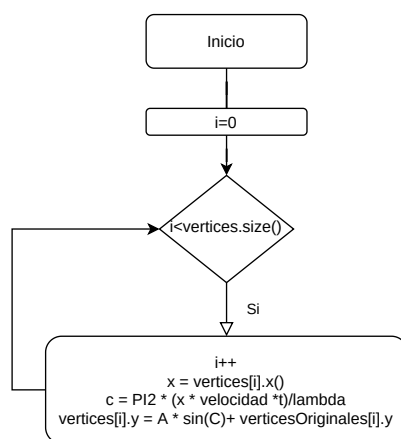 Inicio
i=0
i<vertices.size()
Si
i++
x = vertices[i].x()
c = PI2 * (x * velocidad *t)/lambda
vertices[i].y = A * sin(C)+ verticesOriginales[i].y